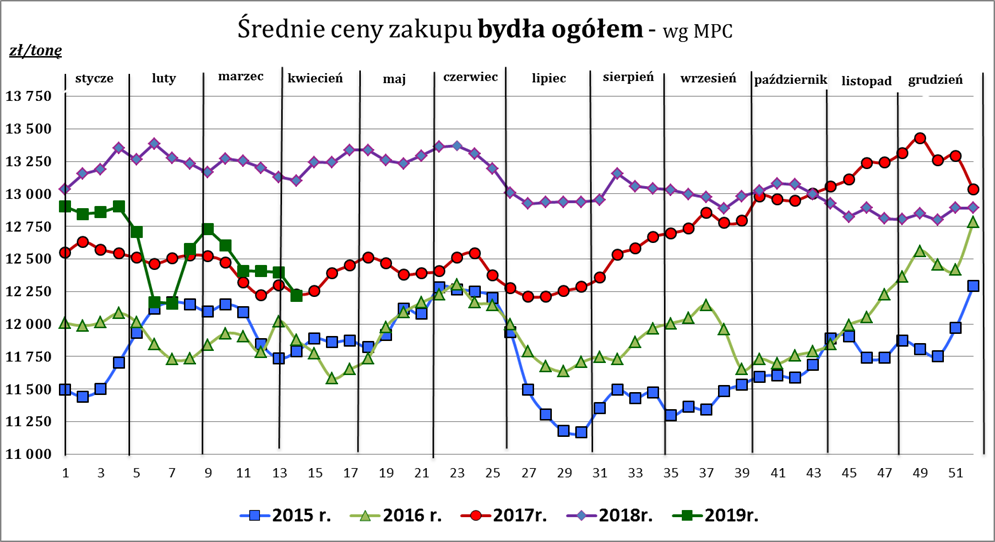 Średnie ceny zakupu bydła ogółem - wg MPC
zł/tonę
stycze luty marzec kwiecień maj czerwiec lipiec sierpień wrzesień październik listopad grudzień
13 750
13 500
13 250
13 000
12 750
12 500
12 250
12 000
11 750
11 500
11 250
11 000
1 3 5 7 9 11 13 15 17 19 21 23 25 27 29 31 33 35 37 39 41 43 45 47 49 51
2015 r. 2016 r. 2017r. 2018r. 2019r.